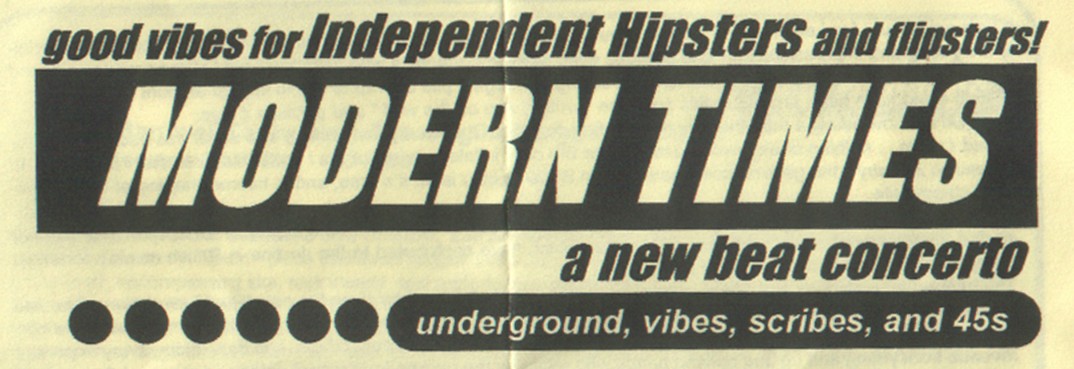 good vibes for Independent Hipsters and flipsters!
MODERN TIMES
a new beat concerto
underground, vibes, scribes, and 45s